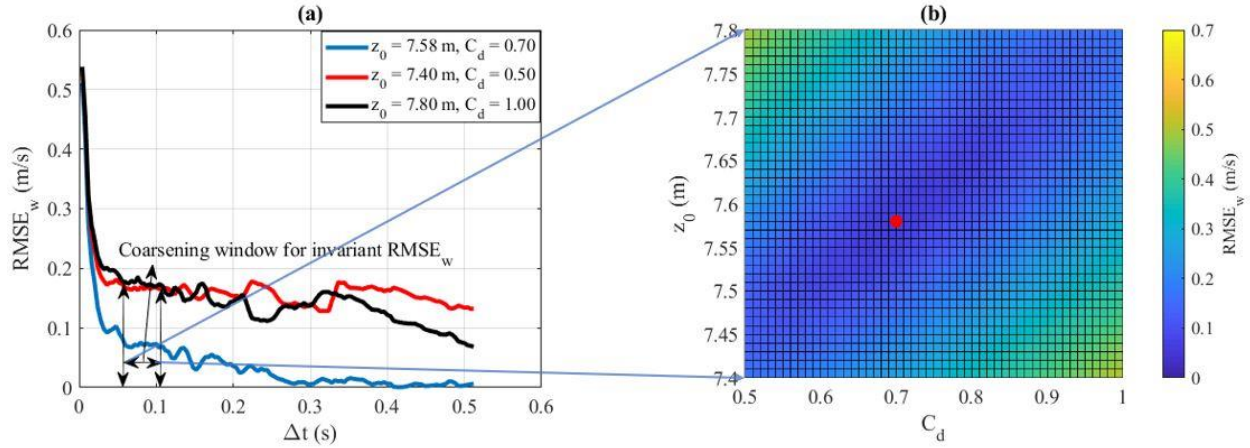 (a)
0.6
0.5
0.4
0.3
0.2
0.1
0
RMSE_w (m/s)
z_0 = 7.58 m, C_d = 0.70
z_0 = 7.40 m, C_d = 0.50
z_0 = 7.80 m, C_d = 1.00
Coarsening window for invariant RMSE_w
0 0.1 0.2 0.3 0.4 0.5 0.6
Δt (s)
(b)
7.8
7.75
7.7
7.65
7.6
7.55
7.5
7.45
7.4
z_0 (m)
0.5 0.6 0.7 0.8 0.9 1
C_d
0.7
0.6
0.5
0.4
0.3
0.2
0.1
0
RMSE_w (m/s)